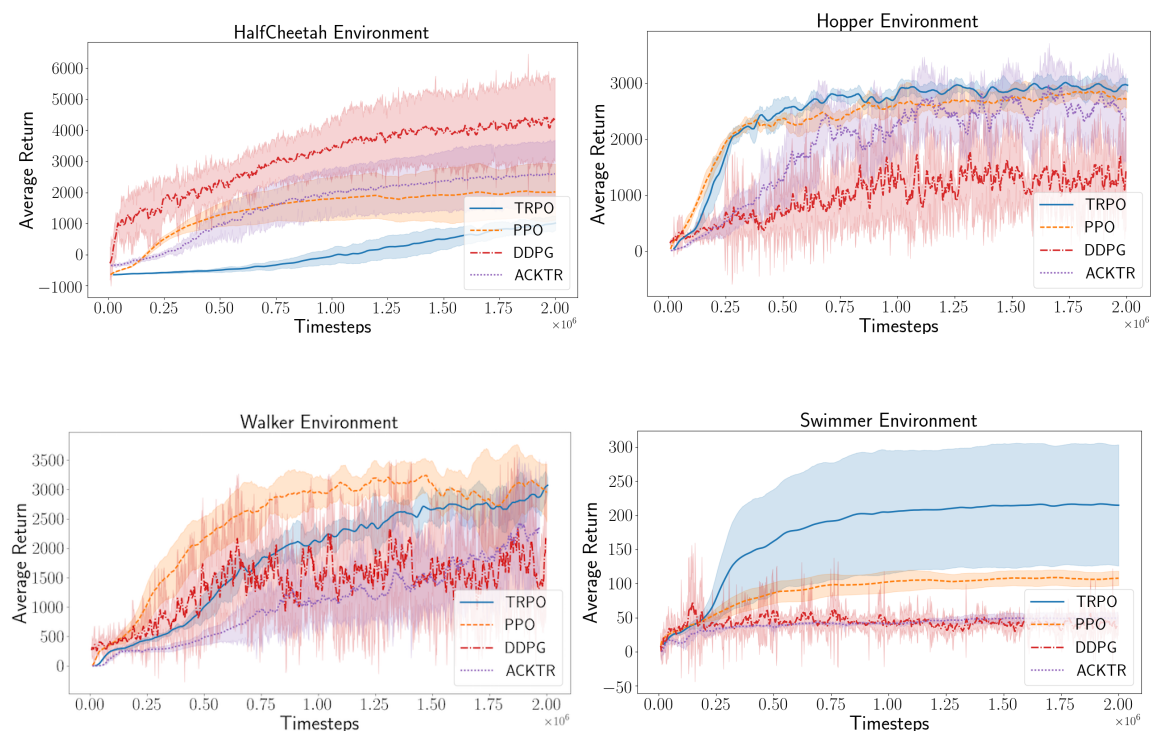 HalfCheetah Environment
Average Return
6000
5000
4000
3000
2000
1000
0
−1000
TRPO
PPO
DDPG
ACKTR
0.00 0.25 0.50 0.75 1.00 1.25 1.50 1.75 2.00
Timesteps
×10⁶
Hopper Environment
Average Return
3000
2000
1000
0
TRPO
PPO
DDPG
ACKTR
0.00 0.25 0.50 0.75 1.00 1.25 1.50 1.75 2.00
Timesteps
×10⁶
Walker Environment
Average Return
3500
3000
2500
2000
1500
1000
500
0
TRPO
PPO
DDPG
ACKTR
0.00 0.25 0.50 0.75 1.00 1.25 1.50 1.75 2.00
Timesteps
×10⁶
Swimmer Environment
Average Return
300
250
200
150
100
50
0
−50
TRPO
PPO
DDPG
ACKTR
0.00 0.25 0.50 0.75 1.00 1.25 1.50 1.75 2.00
Timesteps
×10⁶